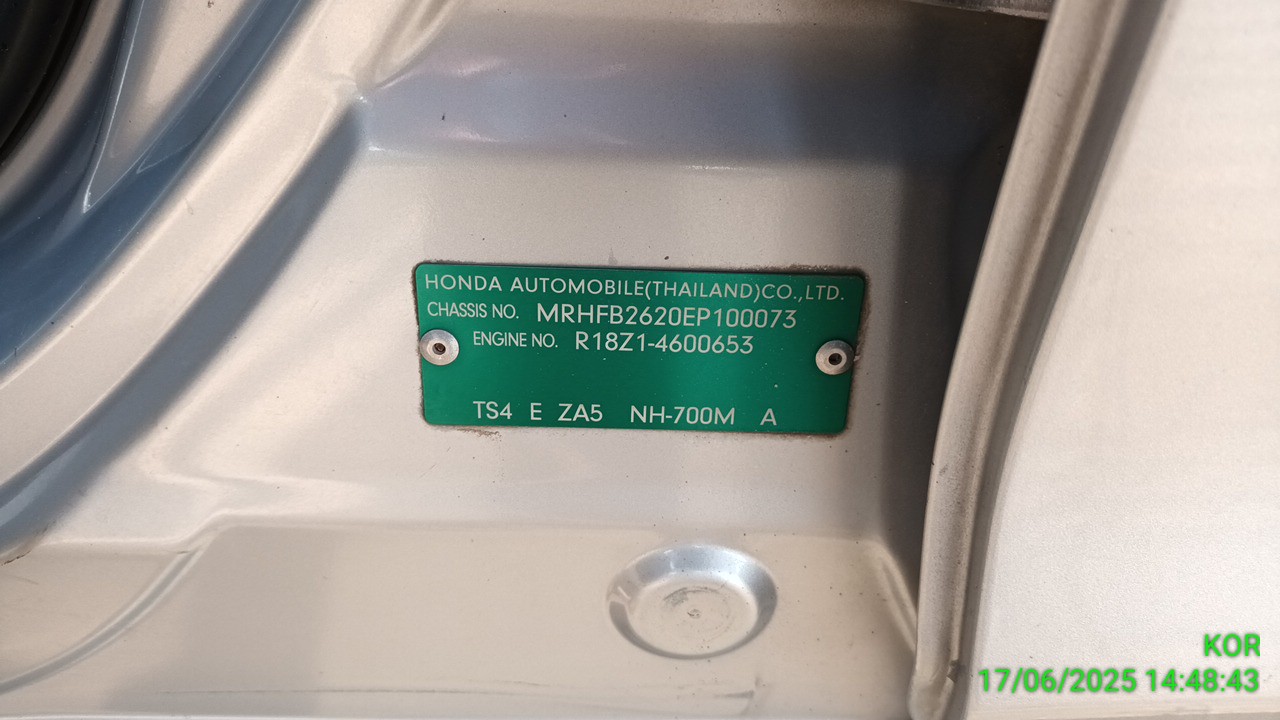 HONDA AUTOMOBILE(THAILAND)CO.,LTD.
CHASSIS NO. MRHFB2620EP100073
ENGINE NO. R18Z1-4600653
TS4 E ZA5 NH-700M A
KOR
17/06/2025 14:48:43